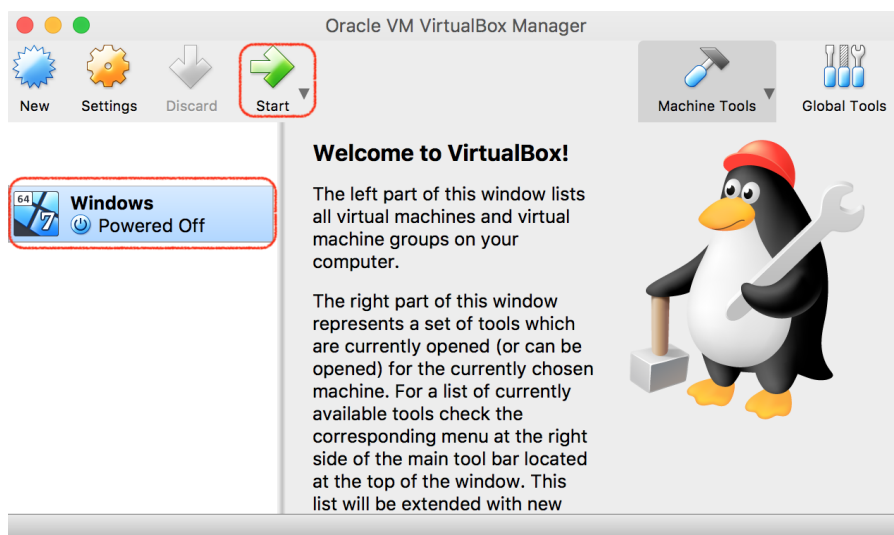 Oracle VM VirtualBox Manager
New Settings Discard Start Machine Tools Global Tools
64
7
Windows
Powered Off
Welcome to VirtualBox!
The left part of this window lists
all virtual machines and virtual
machine groups on your
computer.
The right part of this window
represents a set of tools which
are currently opened (or can be
opened) for the currently chosen
machine. For a list of currently
available tools check the
corresponding menu at the right
side of the main tool bar located
at the top of the window. This
list will be extended with new